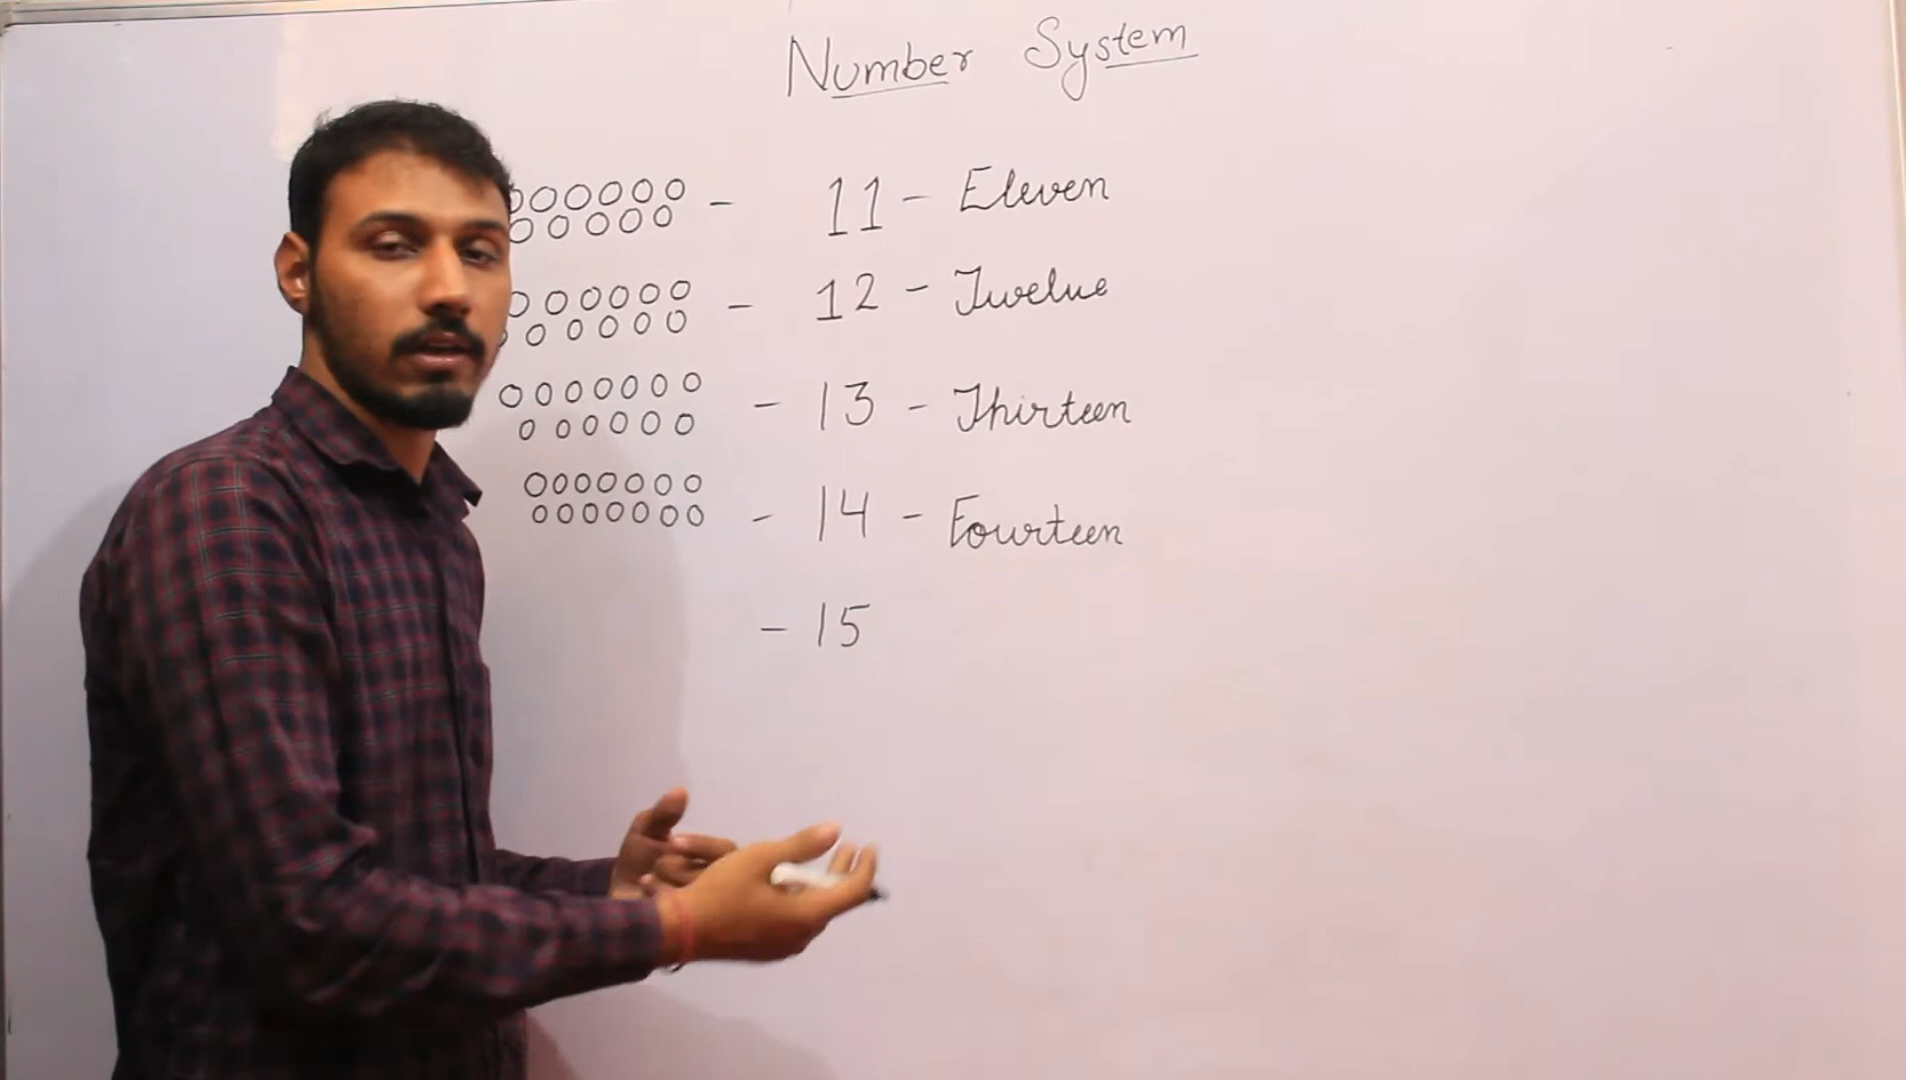 Number System
- 11 - Eleven
- 12 - Twelve
- 13 - Thirteen
- 14 - Fourteen
- 15